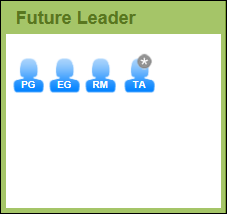 Future Leader
PG EG RM TA *